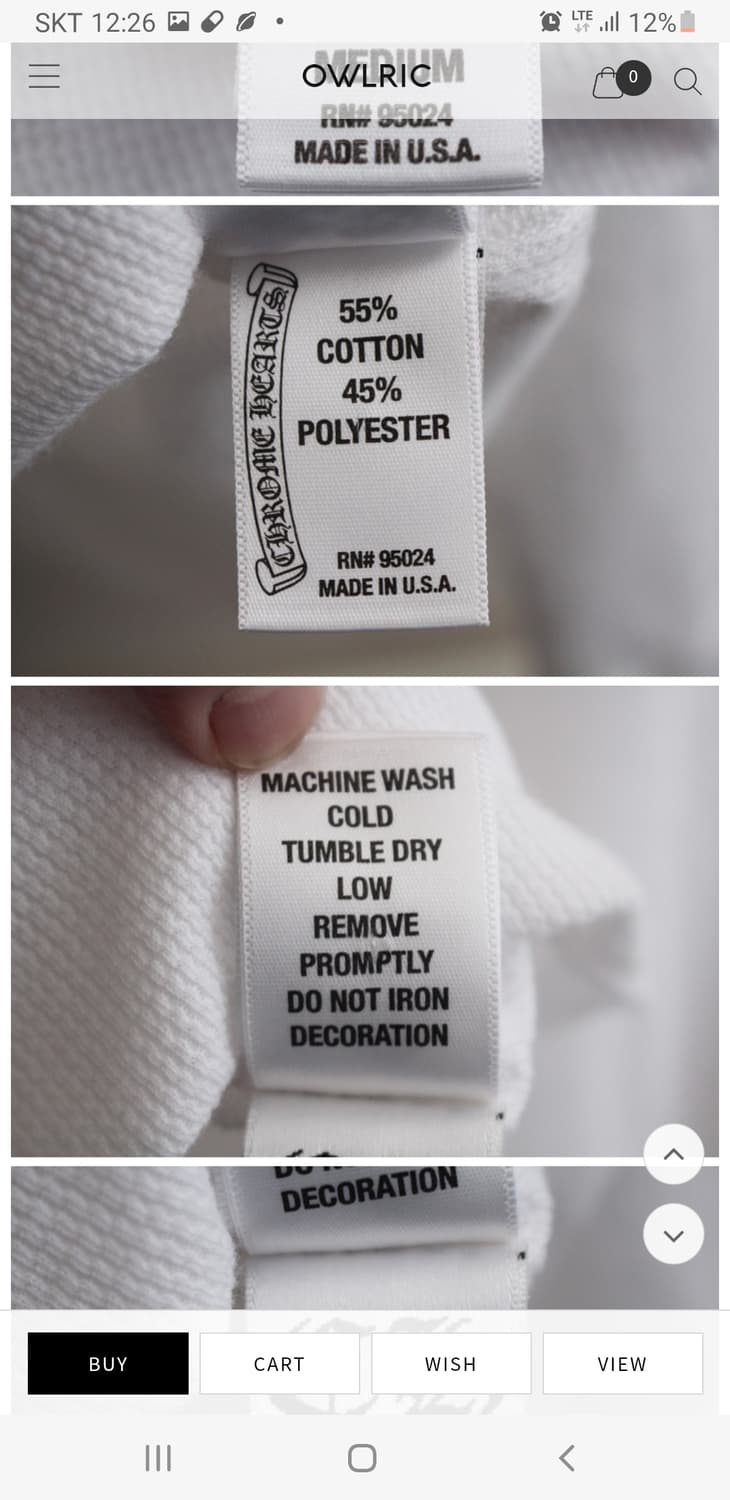 SKT 12:26
LTE
12%
MEDIUM
OWLRIC
0
RN# 95024
MADE IN U.S.A.
CHROME HEARTS
55%
COTTON
45%
POLYESTER
RN# 95024
MADE IN U.S.A.
MACHINE WASH
COLD
TUMBLE DRY
LOW
REMOVE
PROMPTLY
DO NOT IRON
DECORATION
DECORATION
BUY
CART
WISH
VIEW